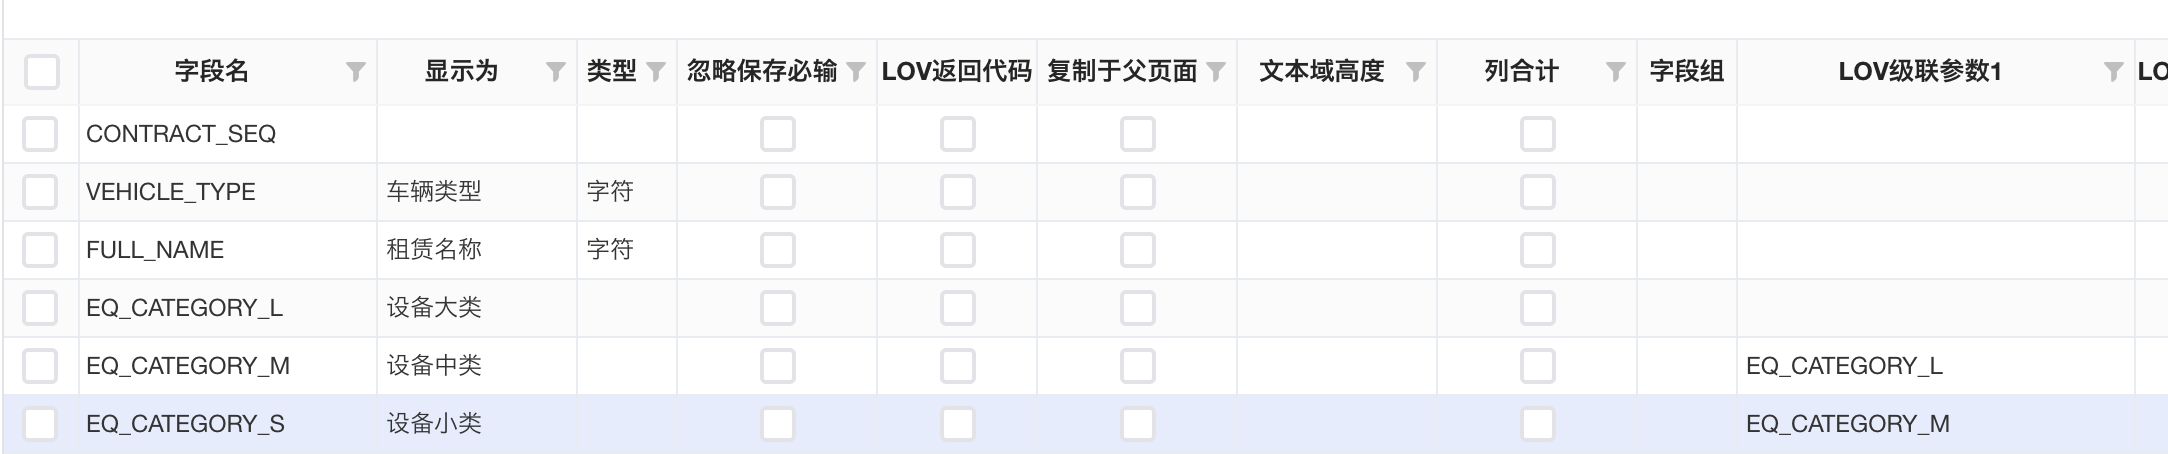 字段名 显示为 类型 忽略保存必输 LOV返回代码 复制于父页面 文本域高度 列合计 字段组 LOV级联参数1 LO
CONTRACT_SEQ
VEHICLE_TYPE 车辆类型 字符
FULL_NAME 租赁名称 字符
EQ_CATEGORY_L 设备大类
EQ_CATEGORY_M 设备中类 EQ_CATEGORY_L
EQ_CATEGORY_S 设备小类 EQ_CATEGORY_M